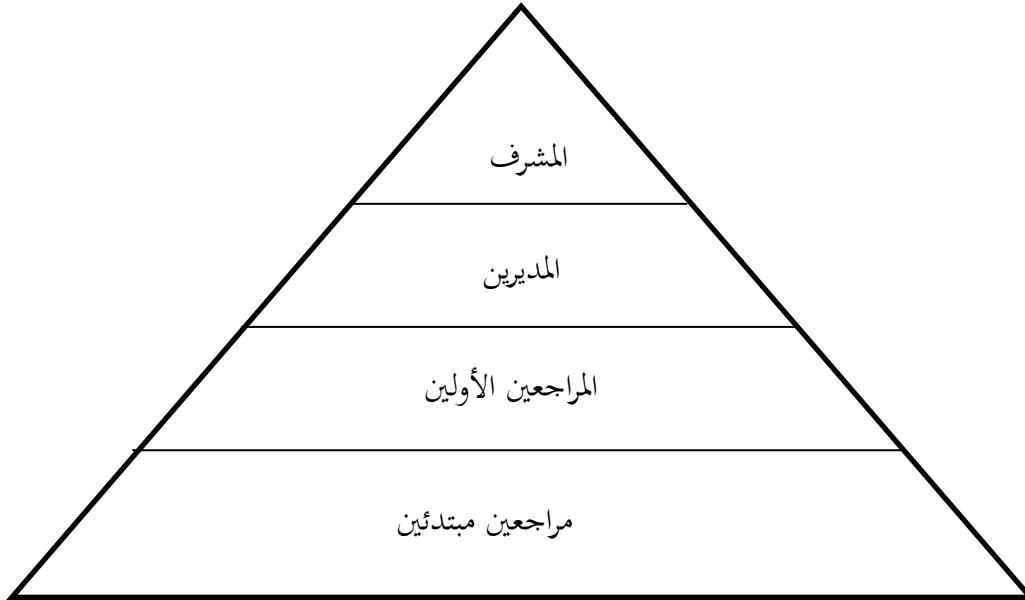 المشرف
المديرين
المراجعين الأولين
مراجعين مبتدئين